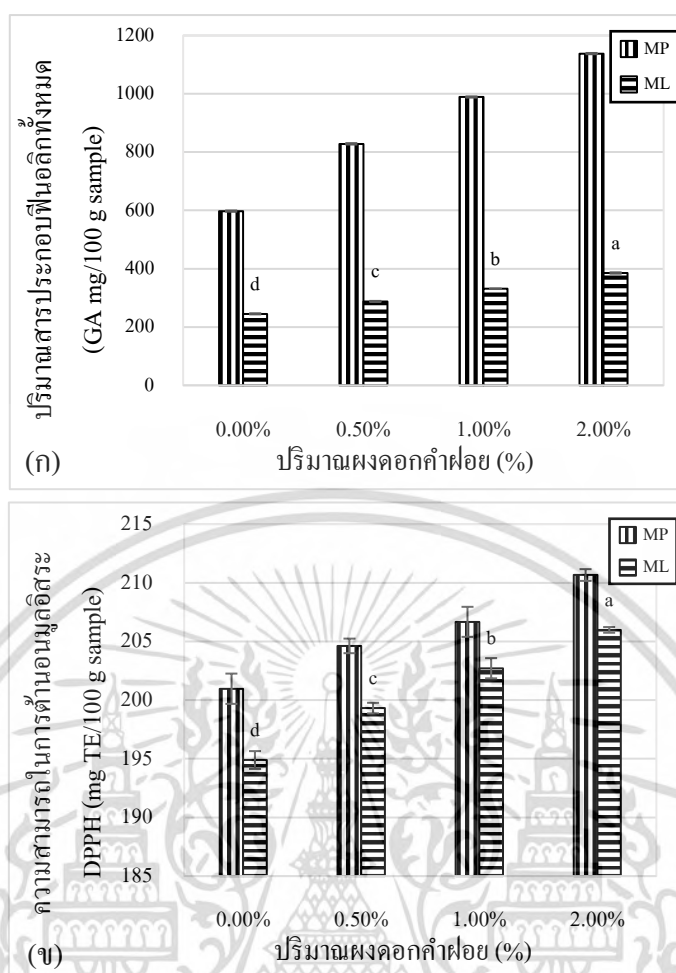 ปริมาณสารประกอบฟีนอลิกทั้งหมด
(GA mg/100 g sample)
1200
1000
800
600
400
200
0
MP
ML
d
c
b
a
0.00%
0.50%
1.00%
2.00%
(ก)
ปริมาณผงดอกคำฝอย (%)
ความสามารถในการต้านอนุมูลอิสระ
DPPH (mg TE/100 g sample)
215
210
205
200
195
190
185
MP
ML
d
c
b
a
0.00%
0.50%
1.00%
2.00%
(ข)
ปริมาณผงดอกคำฝอย (%)